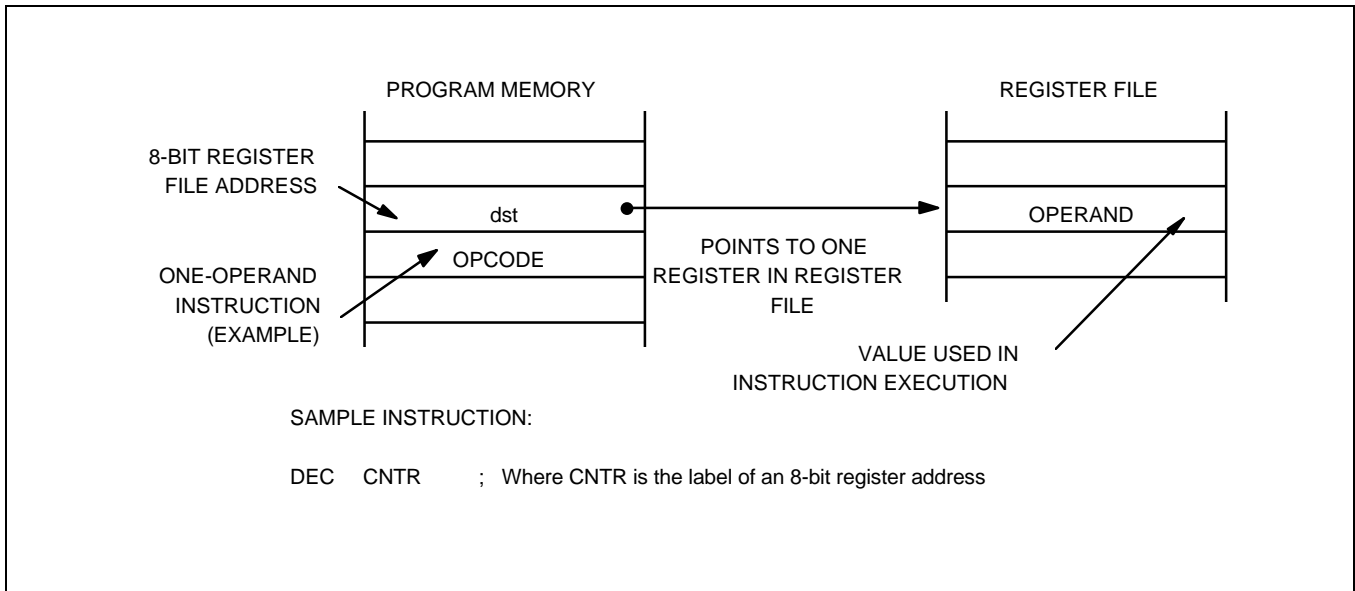 PROGRAM MEMORY
REGISTER FILE
8-BIT REGISTER
FILE ADDRESS
dst
OPERAND
OPCODE
POINTS TO ONE
REGISTER IN REGISTER
FILE
ONE-OPERAND
INSTRUCTION
(EXAMPLE)
VALUE USED IN
INSTRUCTION EXECUTION
SAMPLE INSTRUCTION:
DEC CNTR ; Where CNTR is the label of an 8-bit register address